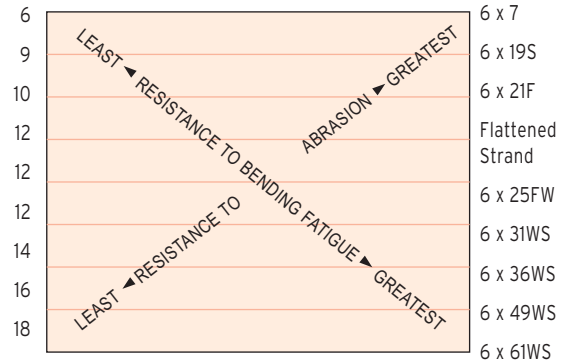 6
9
10
12
12
12
14
16
18
LEAST ◄ RESISTANCE TO BENDING FATIGUE ► GREATEST
LEAST ◄ RESISTANCE TO
ABRASION ► GREATEST
6 x 7
6 x 19S
6 x 21F
Flattened
Strand
6 x 25FW
6 x 31WS
6 x 36WS
6 x 49WS
6 x 61WS